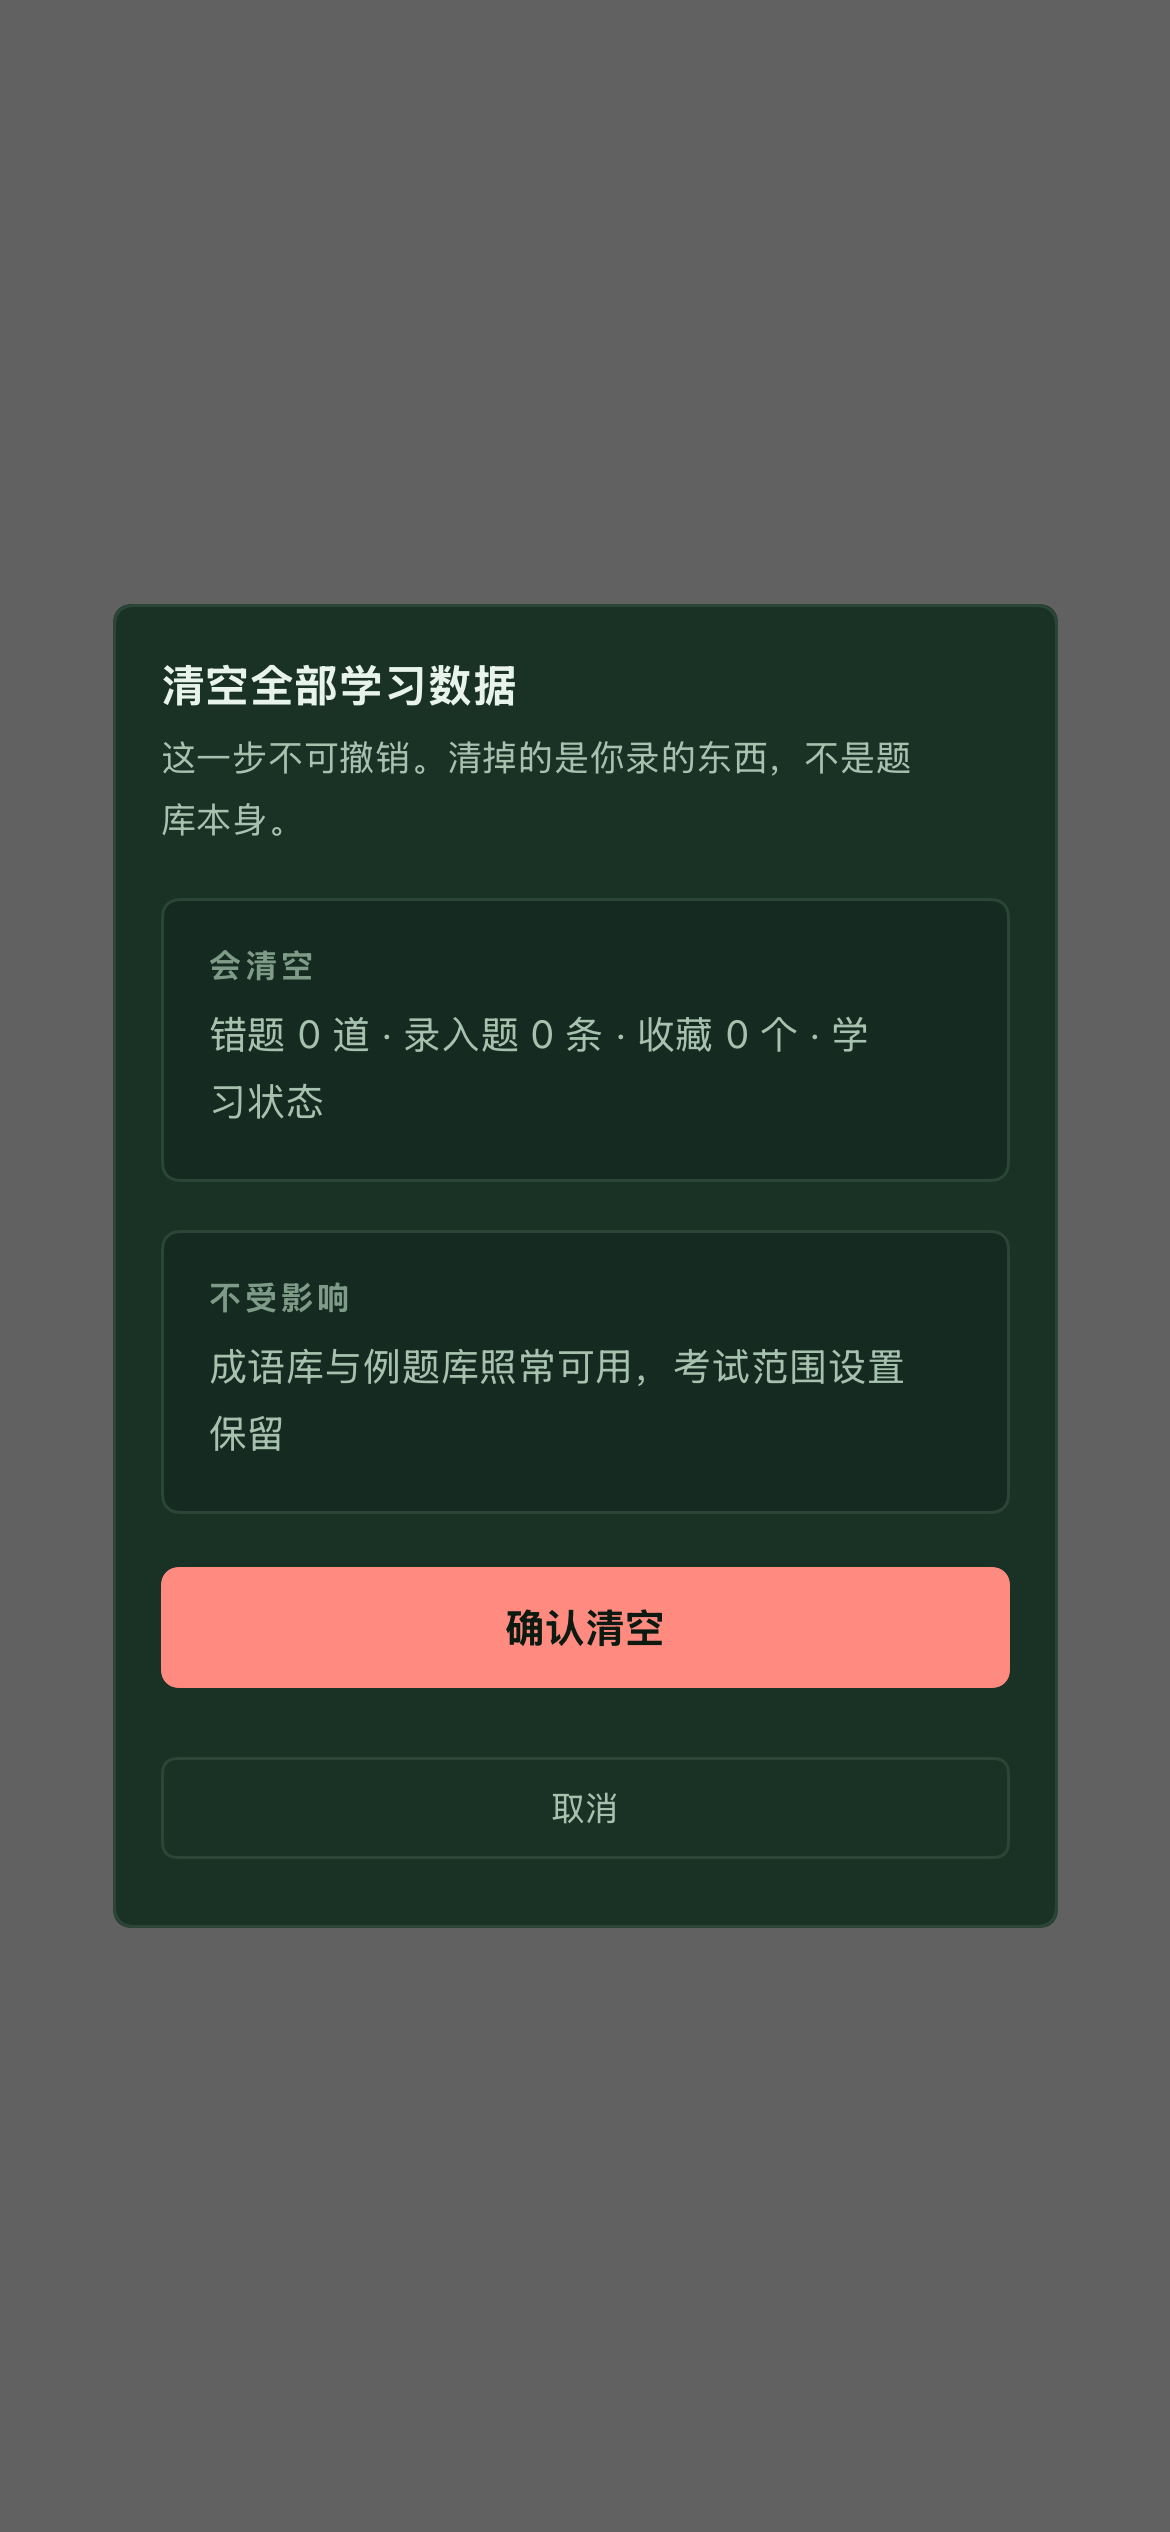 清空全部学习数据
这一步不可撤销。清掉的是你录的东西，不是题
库本身。
会清空
错题 0 道 · 录入题 0 条 · 收藏 0 个 · 学
习状态
不受影响
成语库与例题库照常可用，考试范围设置
保留
确认清空
取消